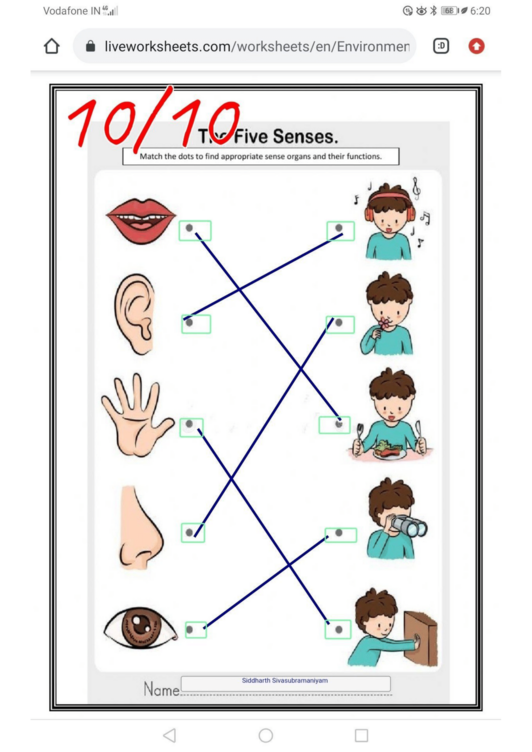 Vodafone IN 4G 68 6:20
liveworksheets.com/worksheets/en/Environmen :D
10/10
The Five Senses.
Match the dots to find appropriate sense organs and their functions.
Name
Siddharth Sivasubramaniyam